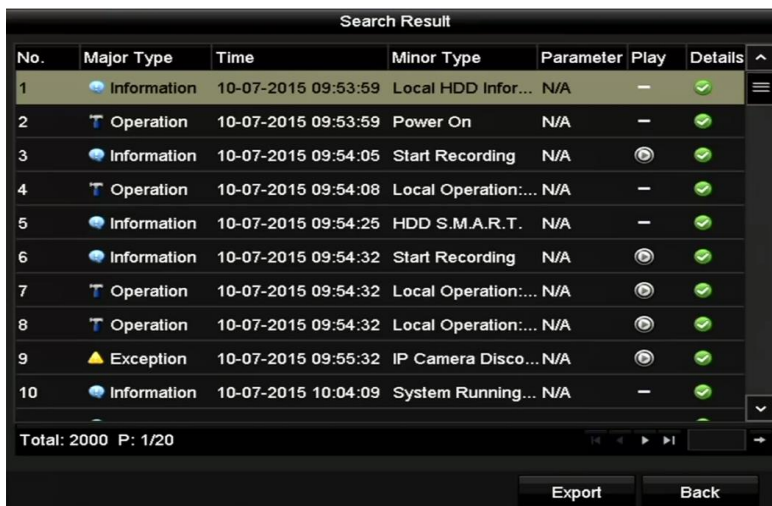 Search Result
No. Major Type Time Minor Type Parameter Play Details
1 Information 10-07-2015 09:53:59 Local HDD Infor... N/A –
2 Operation 10-07-2015 09:53:59 Power On N/A –
3 Information 10-07-2015 09:54:05 Start Recording N/A
4 Operation 10-07-2015 09:54:08 Local Operation:... N/A –
5 Information 10-07-2015 09:54:25 HDD S.M.A.R.T. N/A –
6 Information 10-07-2015 09:54:32 Start Recording N/A
7 Operation 10-07-2015 09:54:32 Local Operation:... N/A
8 Operation 10-07-2015 09:54:32 Local Operation:... N/A
9 Exception 10-07-2015 09:55:32 IP Camera Disco... N/A
10 Information 10-07-2015 10:04:09 System Running... N/A –
Total: 2000 P: 1/20
Export Back